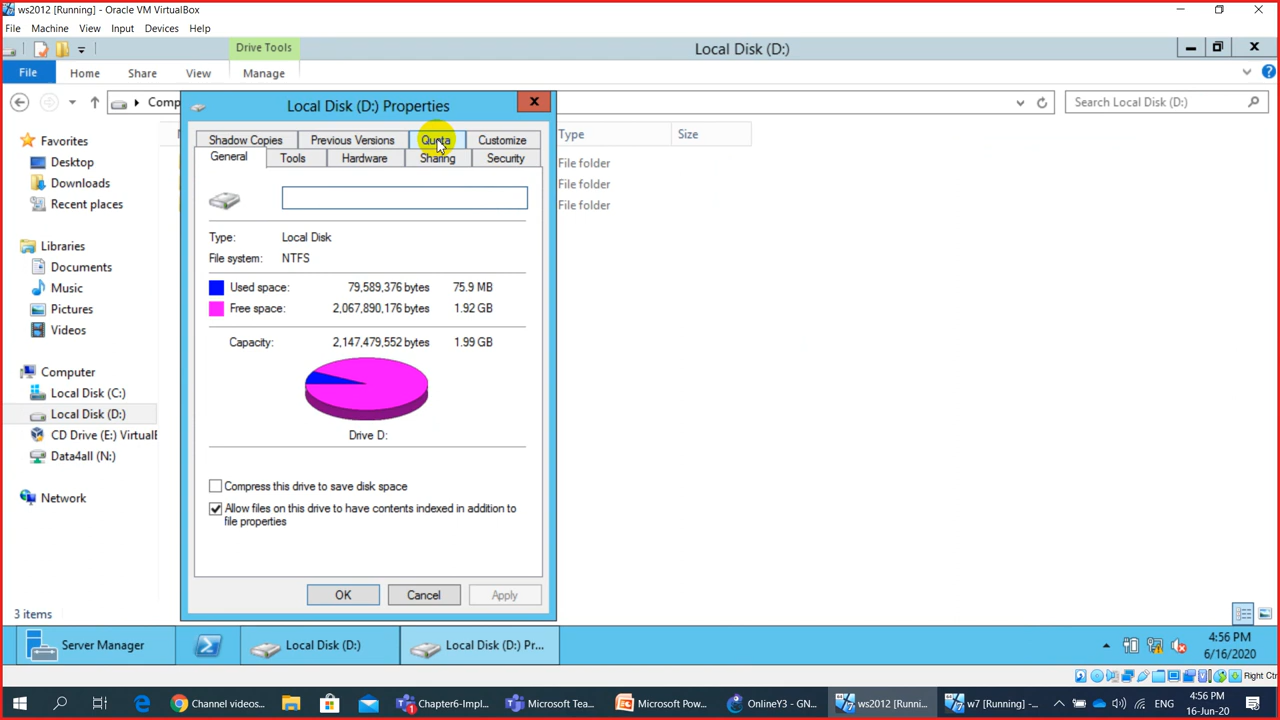 ws2012 [Running] - Oracle VM VirtualBox
File Machine View Input Devices Help
Drive Tools
Local Disk (D:)
File Home Share View Manage
Search Local Disk (D:)
Local Disk (D:) Properties
Shadow Copies Previous Versions Quota Customize
General Tools Hardware Sharing Security
Type: Local Disk
File system: NTFS
Used space: 79,589,376 bytes 75.9 MB
Free space: 2,067,890,176 bytes 1.92 GB
Capacity: 2,147,479,552 bytes 1.99 GB
Drive D:
Compress this drive to save disk space
Allow files on this drive to have contents indexed in addition to
file properties
OK Cancel Apply
Type Size
File folder
File folder
File folder
Favorites
Desktop
Downloads
Recent places
Libraries
Documents
Music
Pictures
Videos
Computer
Local Disk (C:)
Local Disk (D:)
CD Drive (E:) Virtual
Data4all (N:)
Network
3 items
Server Manager
Local Disk (D:)
Local Disk (D:) Pr...
4:56 PM
6/16/2020
Right Ctr
Channel videos...
Chapter6-Impl...
Microsoft Tea...
Microsoft Pow...
OnlineY3 - GN...
ws2012 [Runni...
w7 [Running] -...
ENG
4:56 PM
16-Jun-20